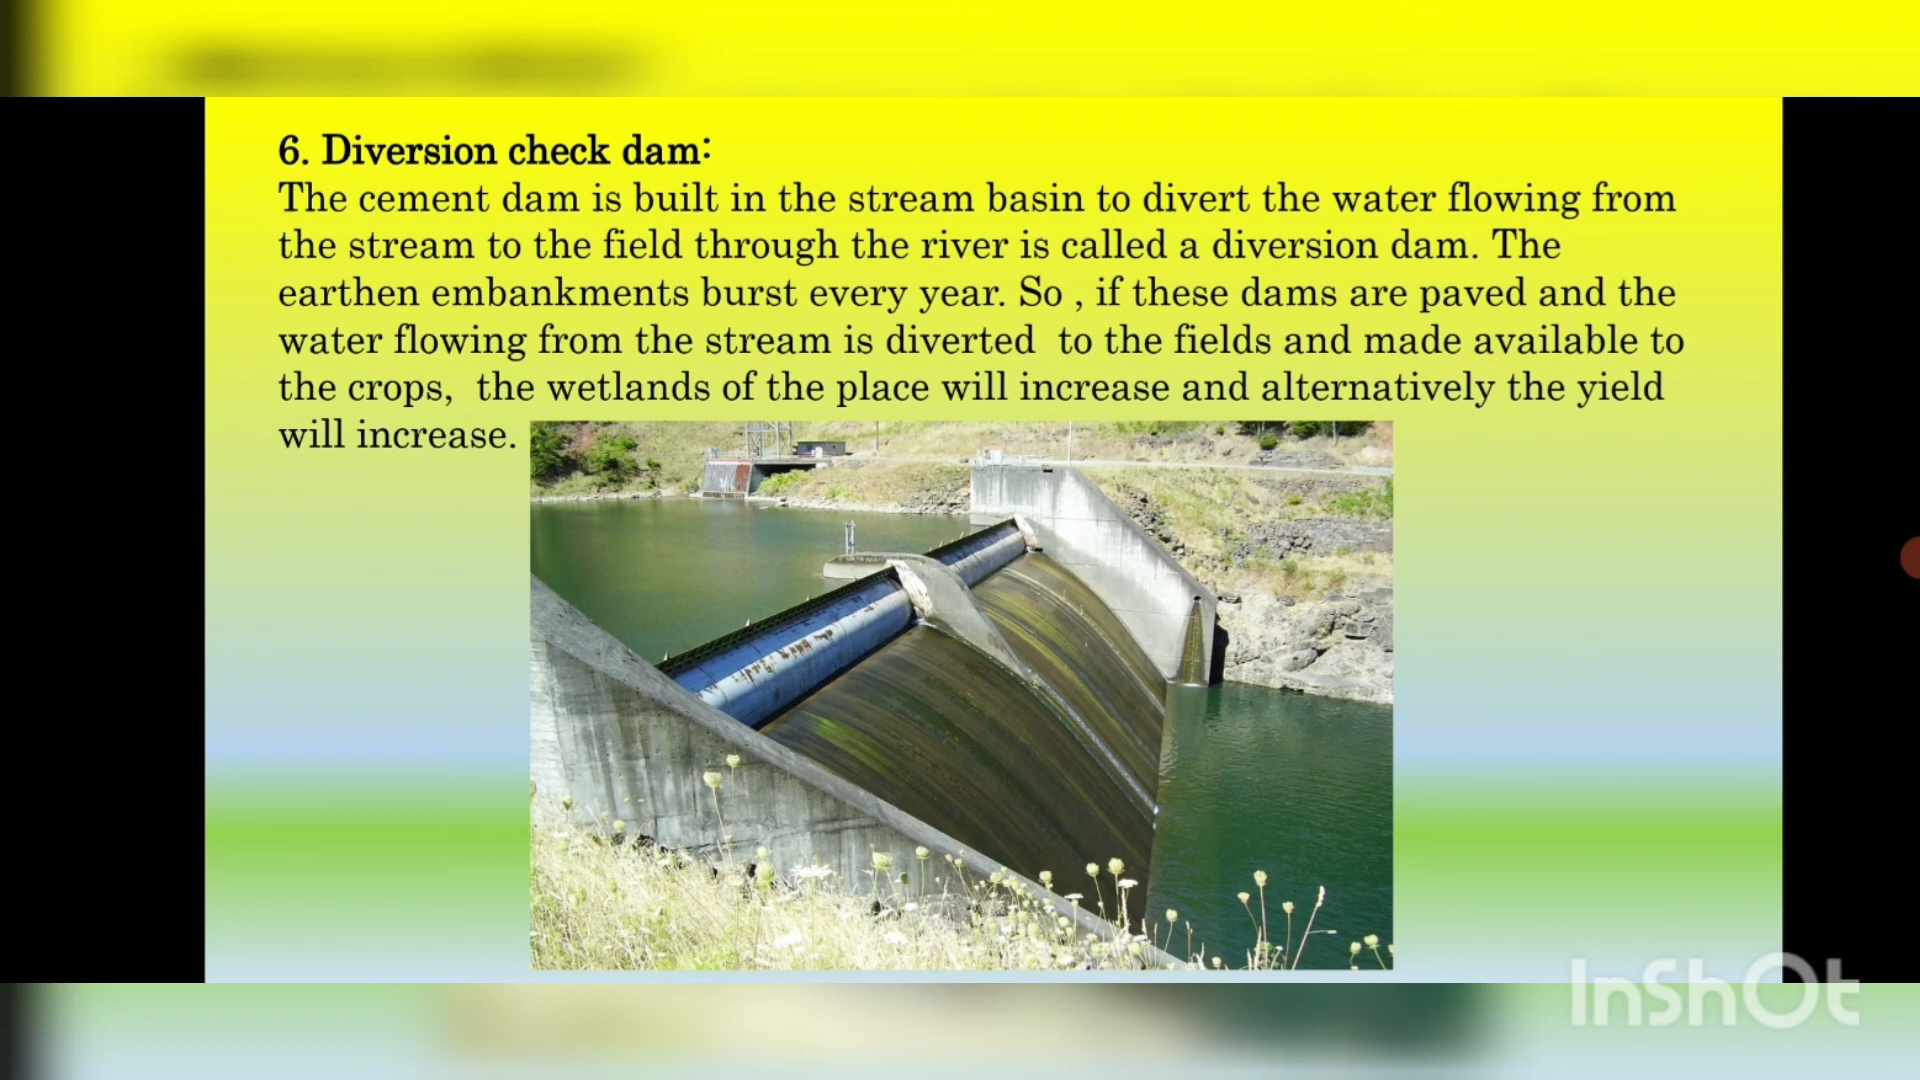 6. Diversion check dam:
The cement dam is built in the stream basin to divert the water flowing from
the stream to the field through the river is called a diversion dam. The
earthen embankments burst every year. So , if these dams are paved and the
water flowing from the stream is diverted  to the fields and made available to
the crops,  the wetlands of the place will increase and alternatively the yield
will increase.
InShOt